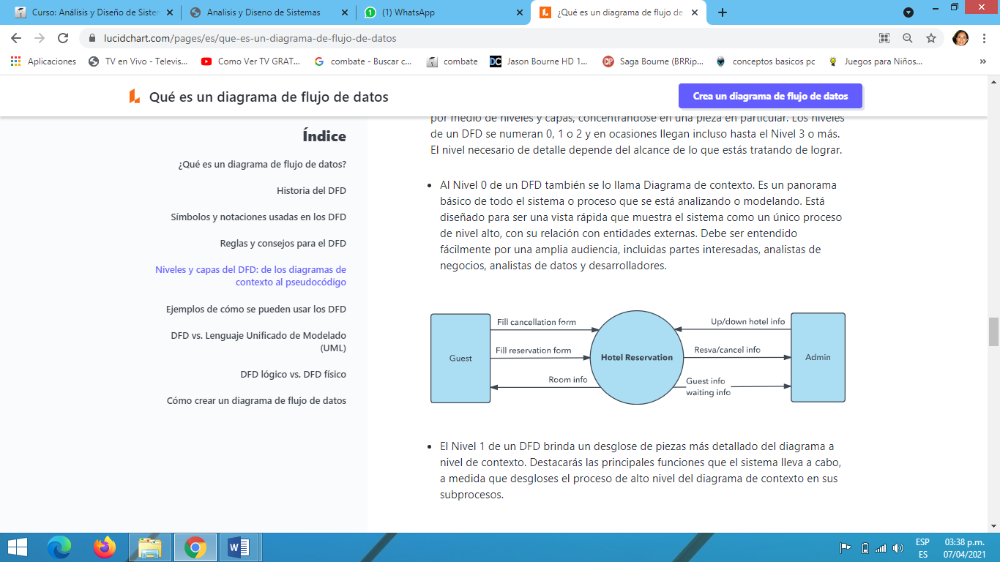 Curso: Análisis y Diseño de Sisten
Analisis y Diseno de Sistemas
(1) WhatsApp
¿Qué es un diagrama de flujo de
lucidchart.com/pages/es/que-es-un-diagrama-de-flujo-de-datos
Aplicaciones
TV en Vivo - Televis...
Como Ver TV GRAT...
combate - Buscar c...
combate
Jason Bourne HD 1...
Saga Bourne (BRRip...
conceptos basicos pc
Juegos para Niños...
»
Qué es un diagrama de flujo de datos
Crea un diagrama de flujo de datos
Índice
¿Qué es un diagrama de flujo de datos?
Historia del DFD
Símbolos y notaciones usadas en los DFD
Reglas y consejos para el DFD
Niveles y capas del DFD: de los diagramas de
contexto al pseudocódigo
Ejemplos de cómo se pueden usar los DFD
DFD vs. Lenguaje Unificado de Modelado
(UML)
DFD lógico vs. DFD físico
Cómo crear un diagrama de flujo de datos
por medio de niveles y capas, concentrándose en una pieza en particular. Los niveles
de un DFD se numeran 0, 1 o 2 y en ocasiones llegan incluso hasta el Nivel 3 o más.
El nivel necesario de detalle depende del alcance de lo que estás tratando de lograr.
• Al Nivel 0 de un DFD también se lo llama Diagrama de contexto. Es un panorama
básico de todo el sistema o proceso que se está analizando o modelando. Está
diseñado para ser una vista rápida que muestra el sistema como un único proceso
de nivel alto, con su relación con entidades externas. Debe ser entendido
fácilmente por una amplia audiencia, incluidas partes interesadas, analistas de
negocios, analistas de datos y desarrolladores.
Guest
Fill cancellation form
Fill reservation form
Room info
Hotel Reservation
Up/down hotel info
Resva/cancel info
Guest info
waiting info
Admin
• El Nivel 1 de un DFD brinda un desglose de piezas más detallado del diagrama a
nivel de contexto. Destacarás las principales funciones que el sistema lleva a cabo,
a medida que desgloses el proceso de alto nivel del diagrama de contexto en sus
subprocesos.
ESP
ES
03:38 p.m.
07/04/2021